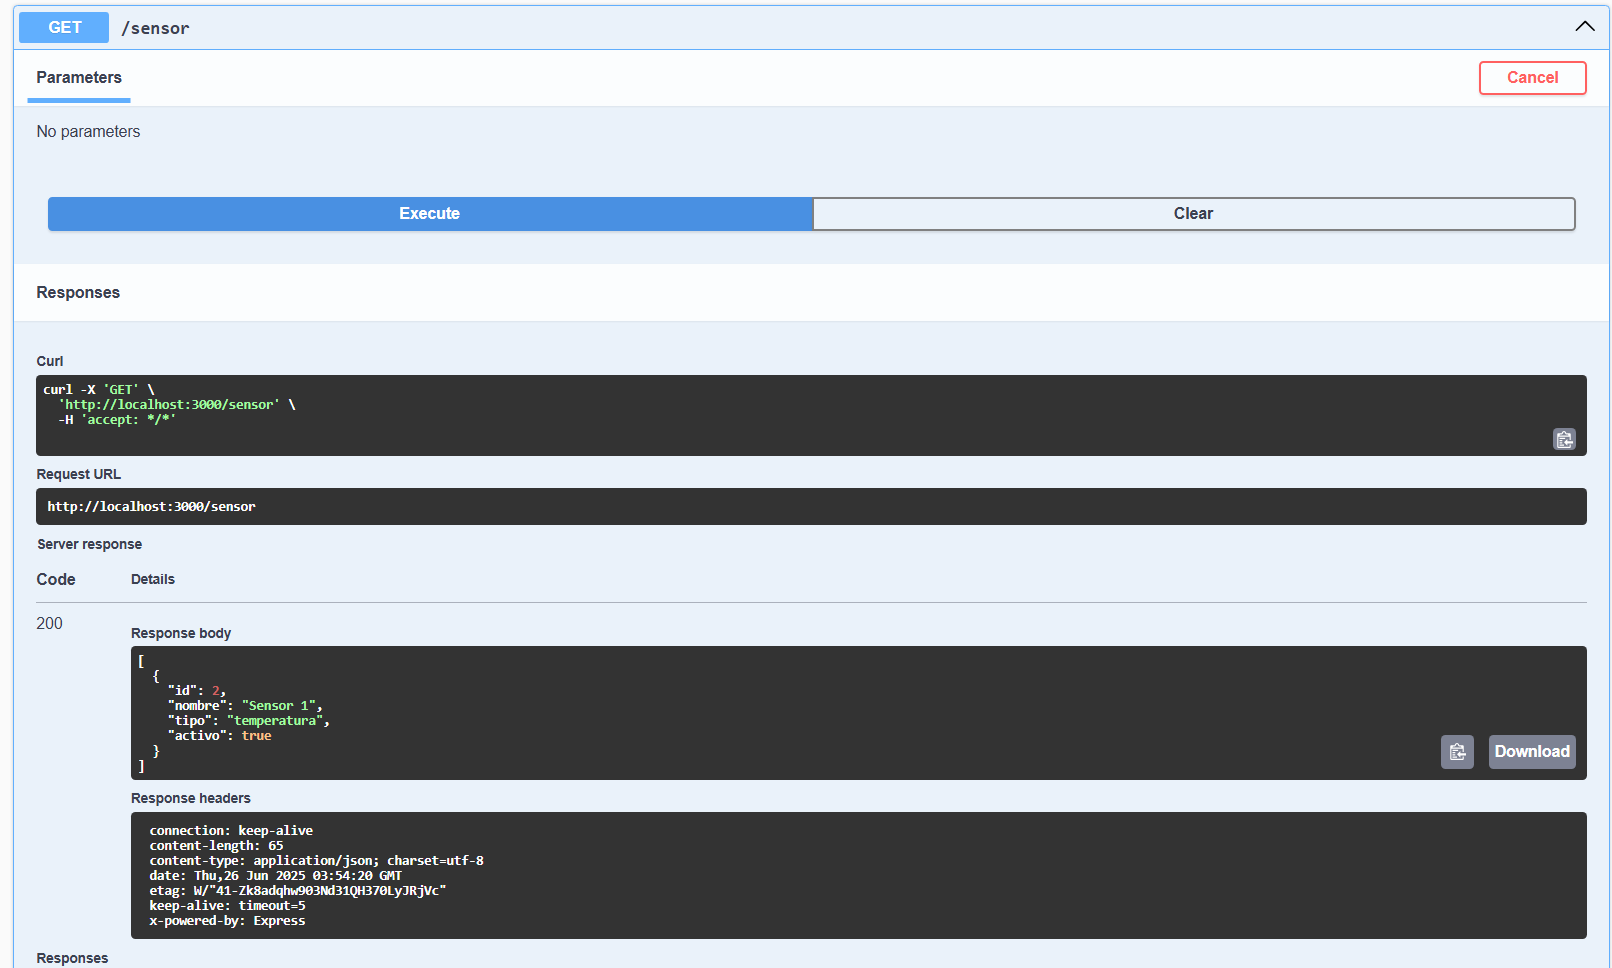 GET /sensor
Parameters
Cancel
No parameters
Execute
Clear
Responses
Curl
curl -X 'GET' \
  'http://localhost:3000/sensor' \
  -H 'accept: */*'
Request URL
http://localhost:3000/sensor
Server response
Code Details
200
Response body
[
  {
    "id": 2,
    "nombre": "Sensor 1",
    "tipo": "temperatura",
    "activo": true
  }
]
Download
Response headers
connection: keep-alive
content-length: 65
content-type: application/json; charset=utf-8
date: Thu,26 Jun 2025 03:54:20 GMT
etag: W/"41-Zk8adqhw903Nd31QH370LyJRjVc"
keep-alive: timeout=5
x-powered-by: Express
Responses